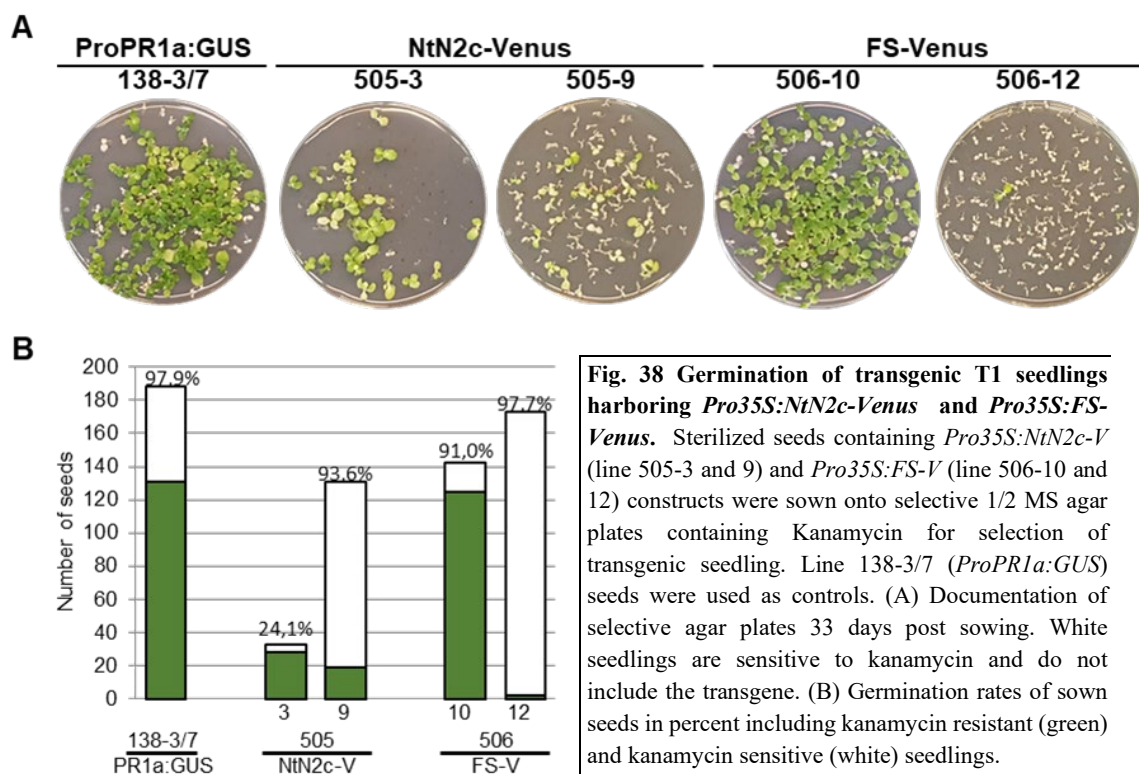 A
ProPR1a:GUS NtN2c-Venus FS-Venus
138-3/7 505-3 505-9 506-10 506-12
B
200
180
160
140
120
100
80
60
40
20
0
Number of seeds
97,9%
24,1%
93,6%
91,0%
97,7%
3 9 10 12
138-3/7 505 506
PR1a:GUS NtN2c-V FS-V
Fig. 38 Germination of transgenic T1 seedlings
harboring Pro35S:NtN2c-Venus and Pro35S:FS-
Venus. Sterilized seeds containing Pro35S:NtN2c-V
(line 505-3 and 9) and Pro35S:FS-V (line 506-10 and
12) constructs were sown onto selective 1/2 MS agar
plates containing Kanamycin for selection of
transgenic seedling. Line 138-3/7 (ProPR1a:GUS)
seeds were used as controls. (A) Documentation of
selective agar plates 33 days post sowing. White
seedlings are sensitive to kanamycin and do not
include the transgene. (B) Germination rates of sown
seeds in percent including kanamycin resistant (green)
and kanamycin sensitive (white) seedlings.